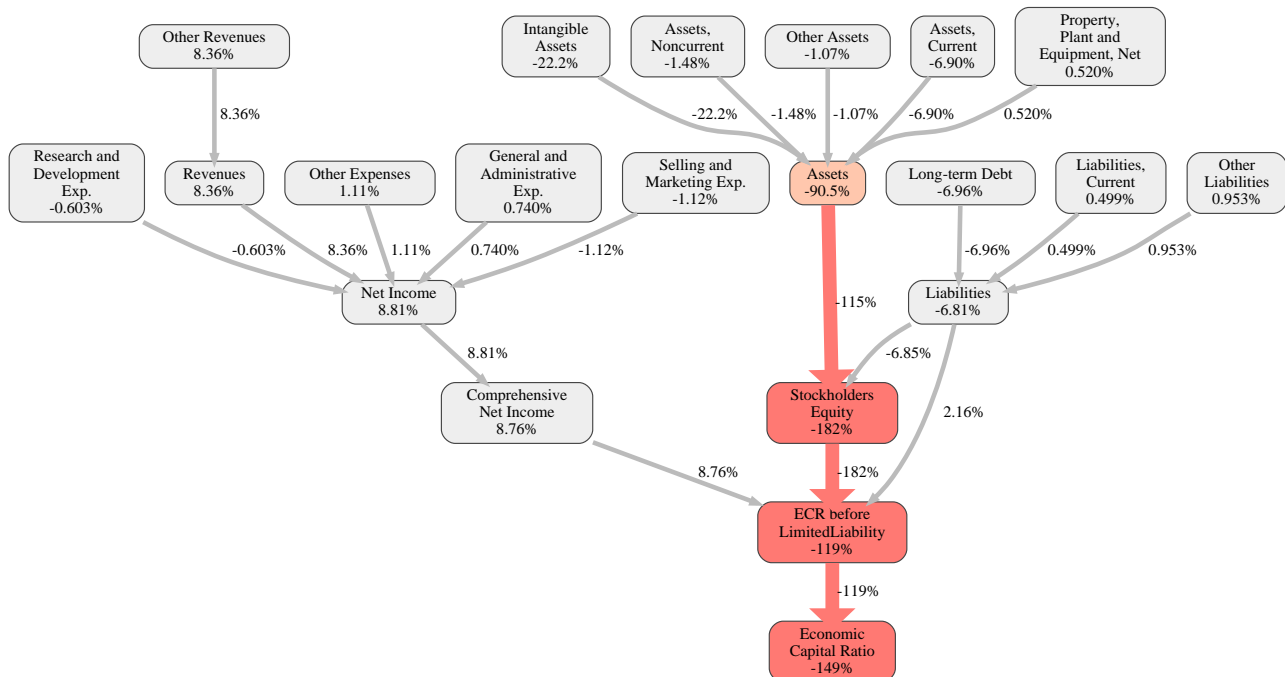 Other Revenues
8.36%
Intangible
Assets
-22.2%
Assets,
Noncurrent
-1.48%
Other Assets
-1.07%
Assets,
Current
-6.90%
Property,
Plant and
Equipment, Net
0.520%
8.36%
-22.2%
-1.48%
-1.07%
-6.90%
0.520%
Research and
Development
Exp.
-0.603%
Revenues
8.36%
Other Expenses
1.11%
General and
Administrative
Exp.
0.740%
Selling and
Marketing Exp.
-1.12%
Assets
-90.5%
Long-term Debt
-6.96%
Liabilities,
Current
0.499%
Other
Liabilities
0.953%
-0.603%
8.36%
1.11%
0.740%
-1.12%
-6.96%
0.499%
0.953%
Net Income
8.81%
-115%
Liabilities
-6.81%
8.81%
-6.85%
Comprehensive
Net Income
8.76%
Stockholders
Equity
-182%
2.16%
8.76%
-182%
ECR before
LimitedLiability
-119%
-119%
Economic
Capital Ratio
-149%